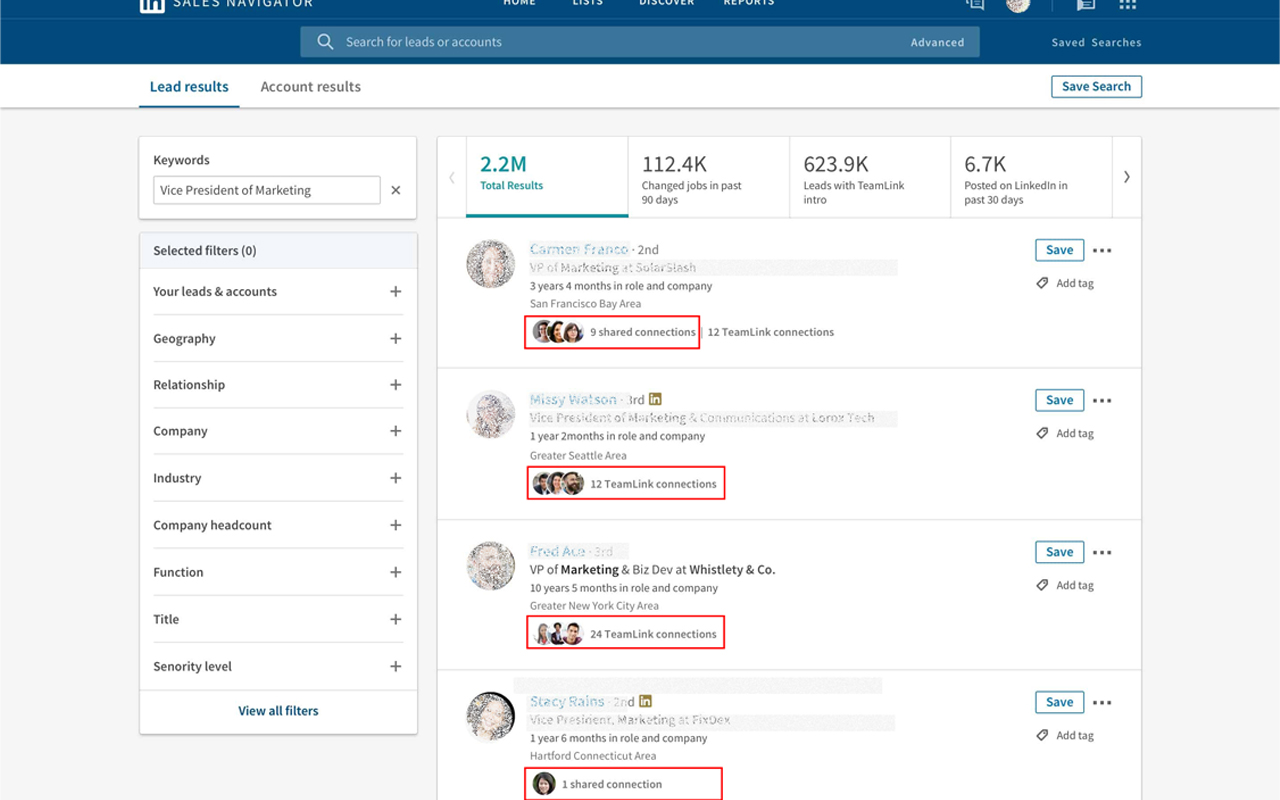 in SALES NAVIGATOR
HOME LISTS DISCOVER REPORTS
Search for leads or accounts Advanced
Saved Searches
Lead results
Account results
Save Search
Keywords
Vice President of Marketing
Selected filters (0)
Your leads & accounts
Geography
Relationship
Company
Industry
Company headcount
Function
Title
Senority level
View all filters
2.2M
Total Results
112.4K
Changed jobs in past
90 days
623.9K
Leads with TeamLink
intro
6.7K
Posted on LinkedIn in
past 30 days
Carmen Franco · 2nd
VP of Marketing at SolarSlash
3 years 4 months in role and company
San Francisco Bay Area
9 shared connections | 12 TeamLink connections
Save
Add tag
Missy Watson · 3rd in
Vice President of Marketing & Communications at Lorox Tech
1 year 2months in role and company
Greater Seattle Area
12 TeamLink connections
Save
Add tag
Fred Ace · 3rd
VP of Marketing & Biz Dev at Whistlety & Co.
10 years 5 months in role and company
Greater New York City Area
24 TeamLink connections
Save
Add tag
Stacy Rains · 2nd in
Vice President, Marketing at FixDex
1 year 6 months in role and company
Hartford Connecticut Area
1 shared connection
Save
Add tag